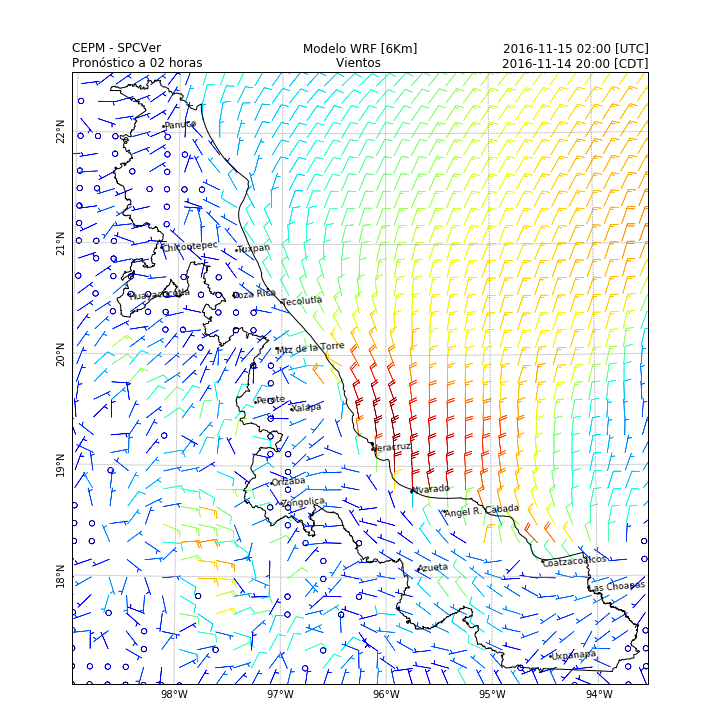 CEPM - SPCVer Modelo WRF [6Km] 2016-11-15 02:00 [UTC]
Pronóstico a 02 horas Vientos 2016-11-14 20:00 [CDT]
22°N
Panuco
21°N
Chicontepec Tuxpan
Huayacocotla Poza Rica Tecolutla
20°N
Mtz de la Torre
Perote Xalapa
19°N
Veracruz
Orizaba Alvarado
Zongolica Angel R. Cabada
18°N
Azueta Coatzacoalcos
Las Choapas
Uxpanapa
98°W 97°W 96°W 95°W 94°W